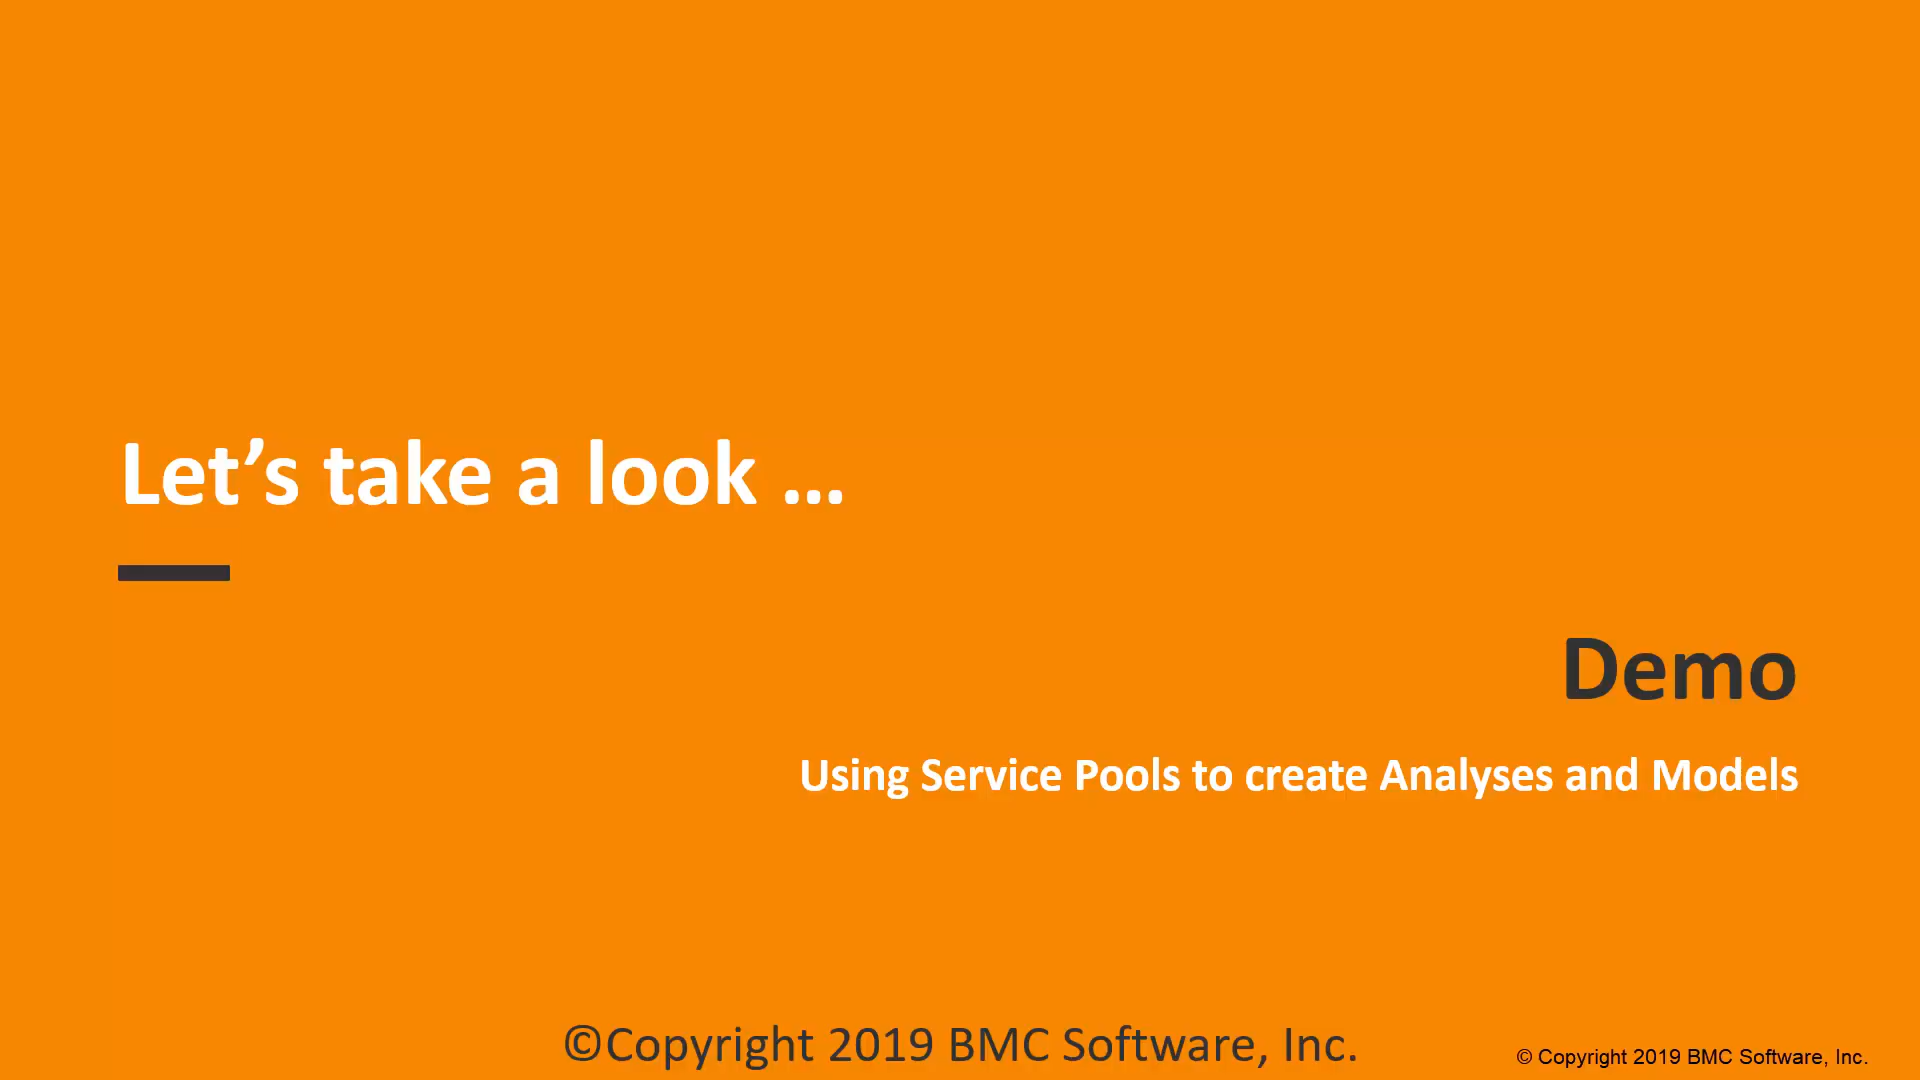 Let’s take a look ...
Demo
Using Service Pools to create Analyses and Models
©Copyright 2019 BMC Software, Inc.
© Copyright 2019 BMC Software, Inc.